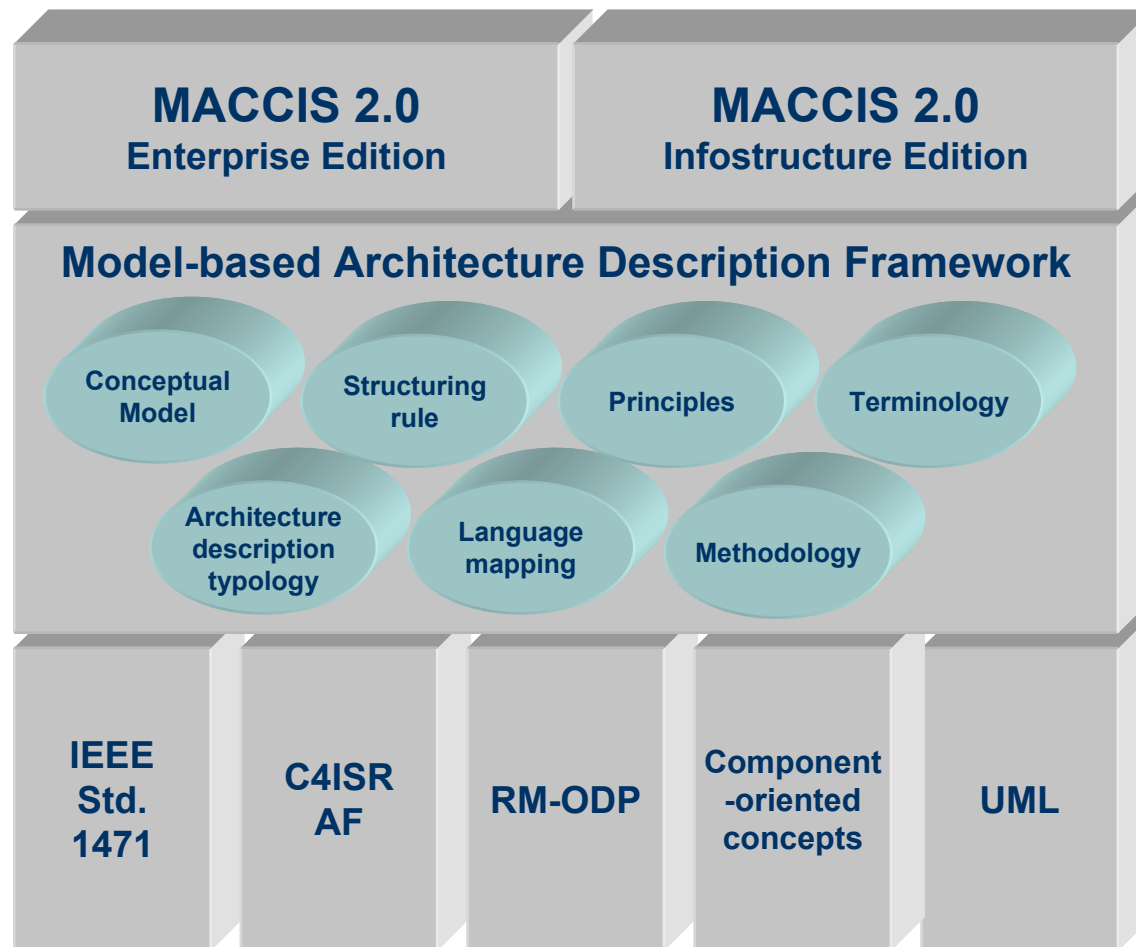 MACCIS 2.0
Enterprise Edition
MACCIS 2.0
Infostructure Edition
Model-based Architecture Description Framework
Conceptual
Model
Structuring
rule
Principles
Terminology
Architecture
description
typology
Language
mapping
Methodology
IEEE
Std.
1471
C4ISR
AF
RM-ODP
Component
-oriented
concepts
UML